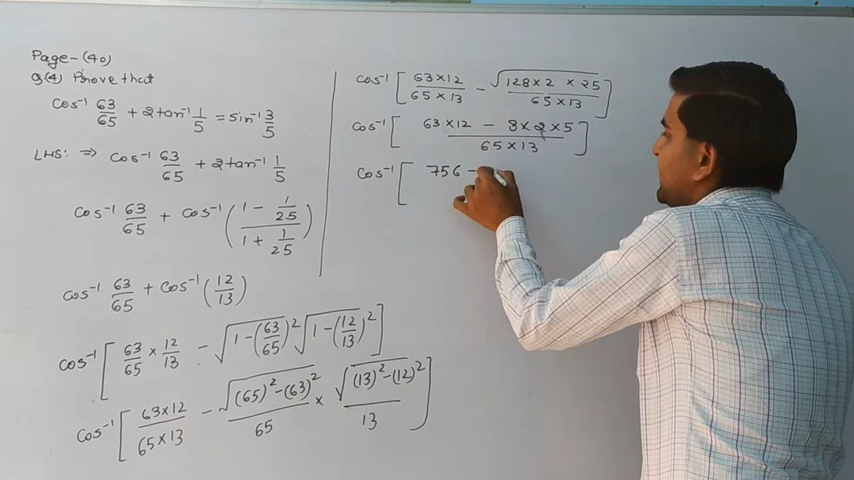 Page-(40)
Q(4) Prove that
cos⁻¹ 63/65 + 2tan⁻¹ 1/5 = sin⁻¹ 3/5
LHS: ⇒ cos⁻¹ 63/65 + 2tan⁻¹ 1/5
cos⁻¹ 63/65 + cos⁻¹ ((1 - 1/25)/(1 + 1/25))
cos⁻¹ 63/65 + cos⁻¹ (12/13)
cos⁻¹ [63/65 × 12/13 - √(1-(63/65)²) √(1-(12/13)²)]
cos⁻¹ [(63×12)/(65×13) - √((65)²-(63)²)/65 × √((13)²-(12)²)/13]
cos⁻¹ [(63×12)/(65×13) - √(128×2 × 25)/(65×13)]
cos⁻¹ [(63×12 - 8×2×5)/(65×13)]
cos⁻¹ [756 -